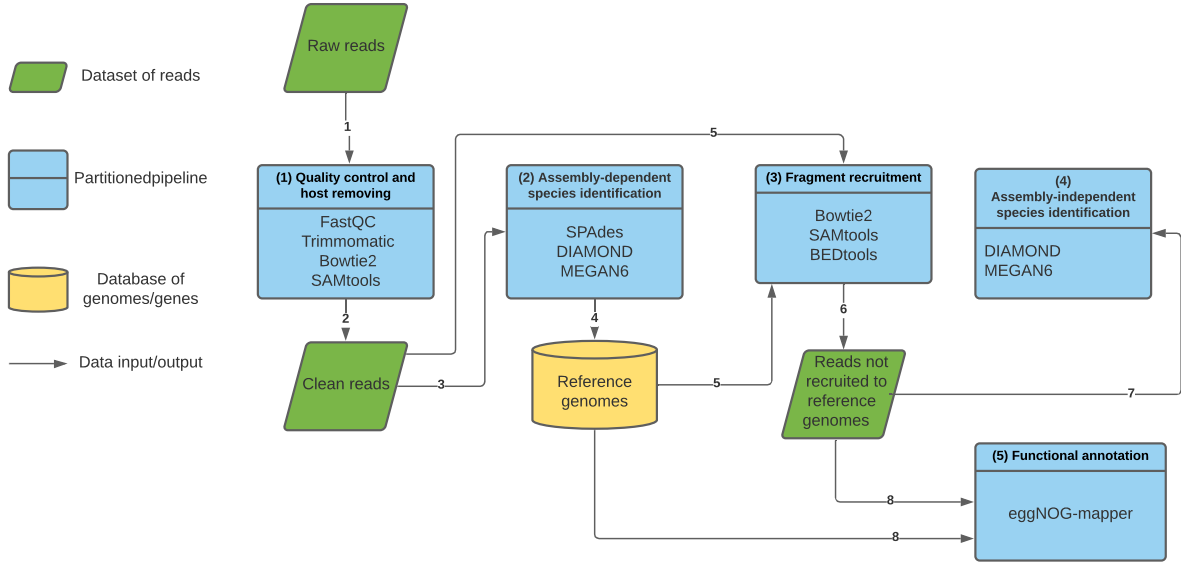 Raw reads
Dataset of reads
Partitionedpipeline
Database of
genomes/genes
Data input/output
1
(1) Quality control and
host removing
FastQC
Trimmomatic
Bowtie2
SAMtools
2
Clean reads
3
5
(2) Assembly-dependent
species identification
SPAdes
DIAMOND
MEGAN6
4
Reference
genomes
5
(3) Fragment recruitment
Bowtie2
SAMtools
BEDtools
6
Reads not
recruited to
reference
genomes
7
(4)
Assembly-independent
species identification
DIAMOND
MEGAN6
8
8
(5) Functional annotation
eggNOG-mapper